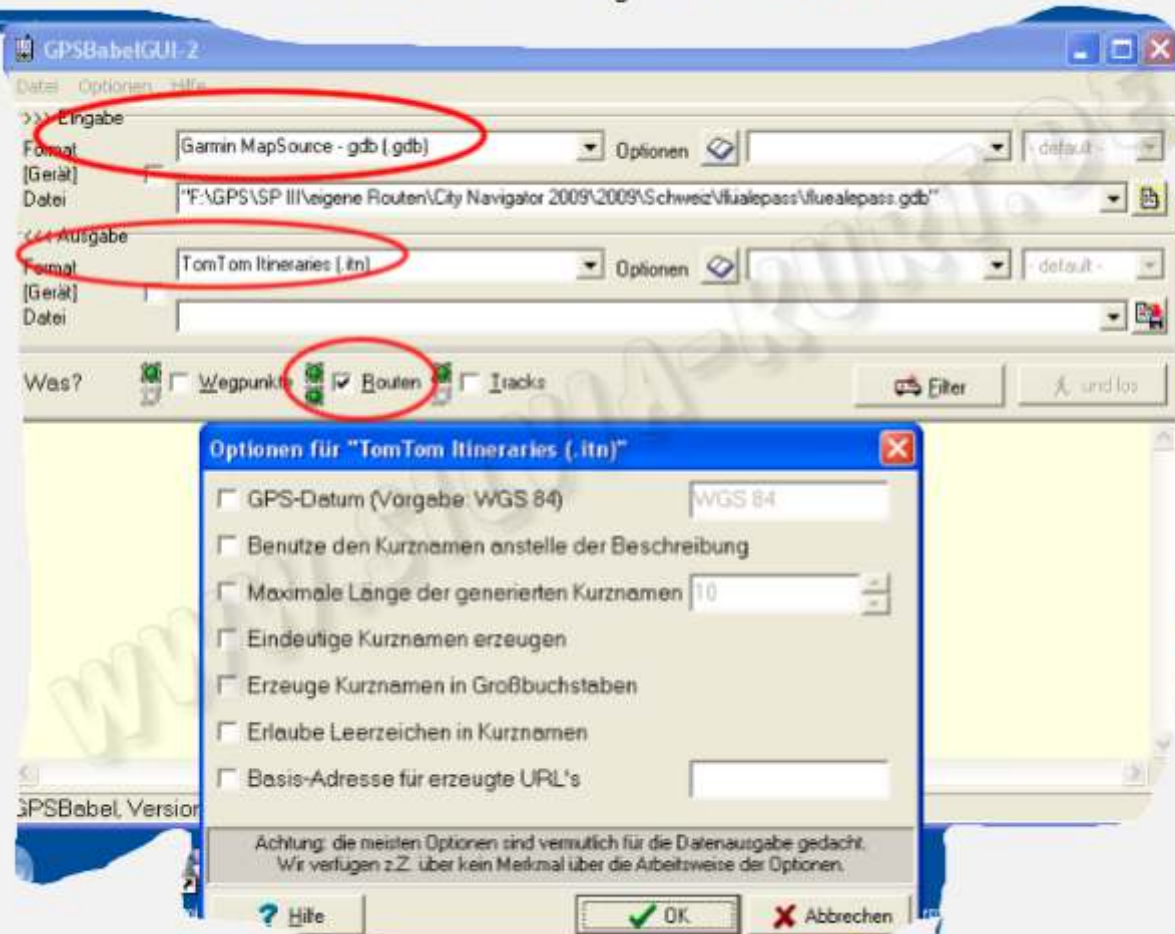 GPSBabelGUI-2
Datei Optionen Hilfe
>>> Eingabe
Format Garmin MapSource - gdb (.gdb) Optionen - default -
[Gerät]
Datei "F:\GPS\SP III\eigene Routen\City Navigator 2009\2009\Schweiz\flualepass\fluealepass.gdb"
<<< Ausgabe
Format TomTom Itineraries (.itn) Optionen - default -
[Gerät]
Datei
Was? Wegpunkte Routen Tracks Filter und los
Optionen für "TomTom Itineraries (.itn)"
GPS-Datum (Vorgabe: WGS 84) WGS 84
Benutze den Kurznamen anstelle der Beschreibung
Maximale Länge der generierten Kurznamen 10
Eindeutige Kurznamen erzeugen
Erzeuge Kurznamen in Großbuchstaben
Erlaube Leerzeichen in Kurznamen
Basis-Adresse für erzeugte URL's
GPSBabel, Version
Achtung: die meisten Optionen sind vermutlich für die Datenausgabe gedacht.
Wir verfügen z.Z. über kein Merkmal über die Arbeitsweise der Optionen.
? Hilfe OK Abbrechen